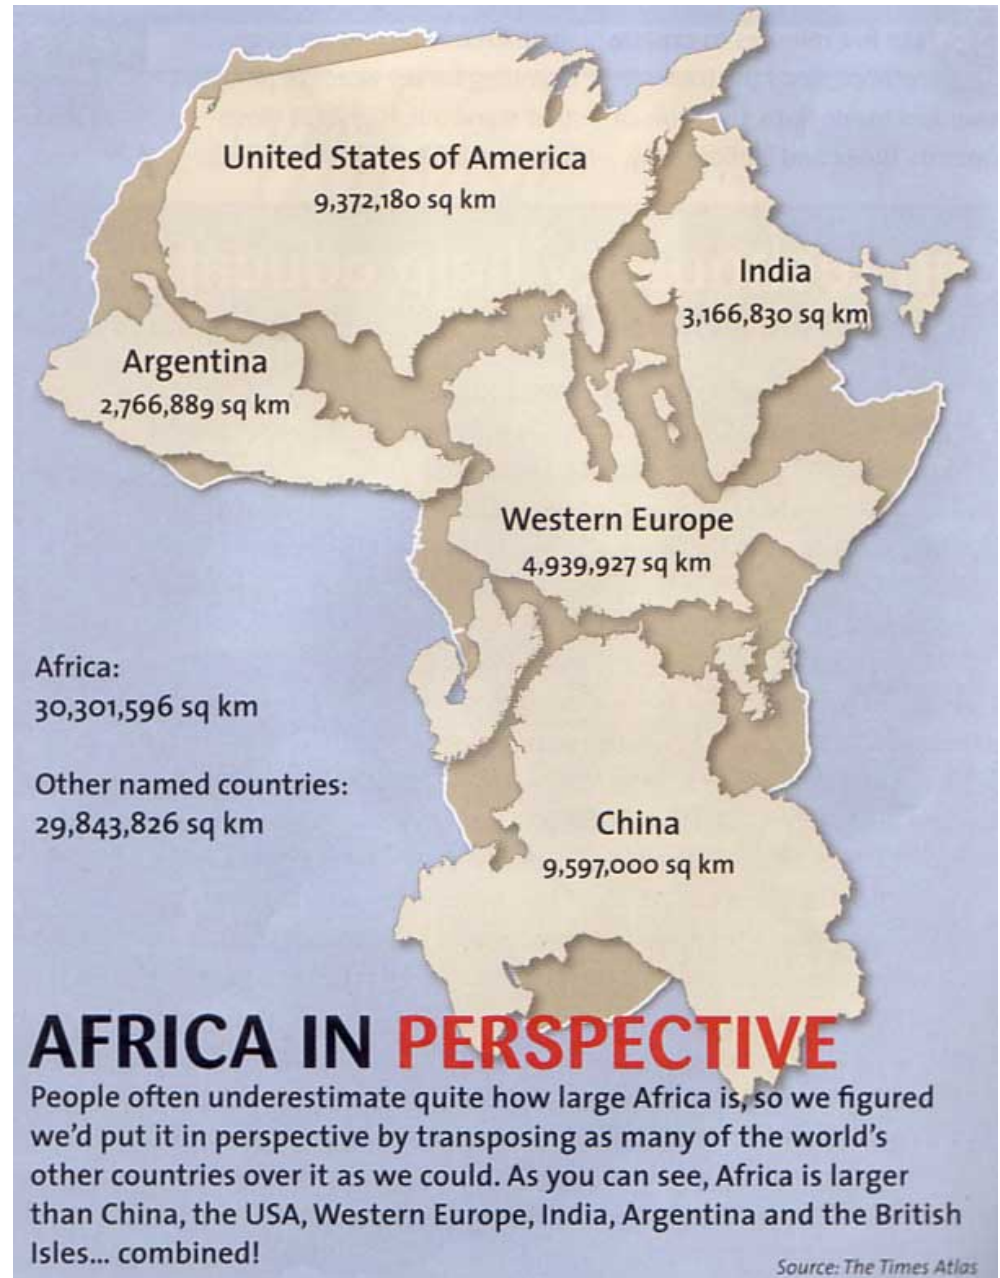 United States of America
9,372,180 sq km
India
3,166,830 sq km
Argentina
2,766,889 sq km
Western Europe
4,939,927 sq km
Africa:
30,301,596 sq km
Other named countries:
29,843,826 sq km
China
9,597,000 sq km
AFRICA IN PERSPECTIVE
People often underestimate quite how large Africa is, so we figured
we'd put it in perspective by transposing as many of the world's
other countries over it as we could. As you can see, Africa is larger
than China, the USA, Western Europe, India, Argentina and the British
Isles... combined!
Source: The Times Atlas